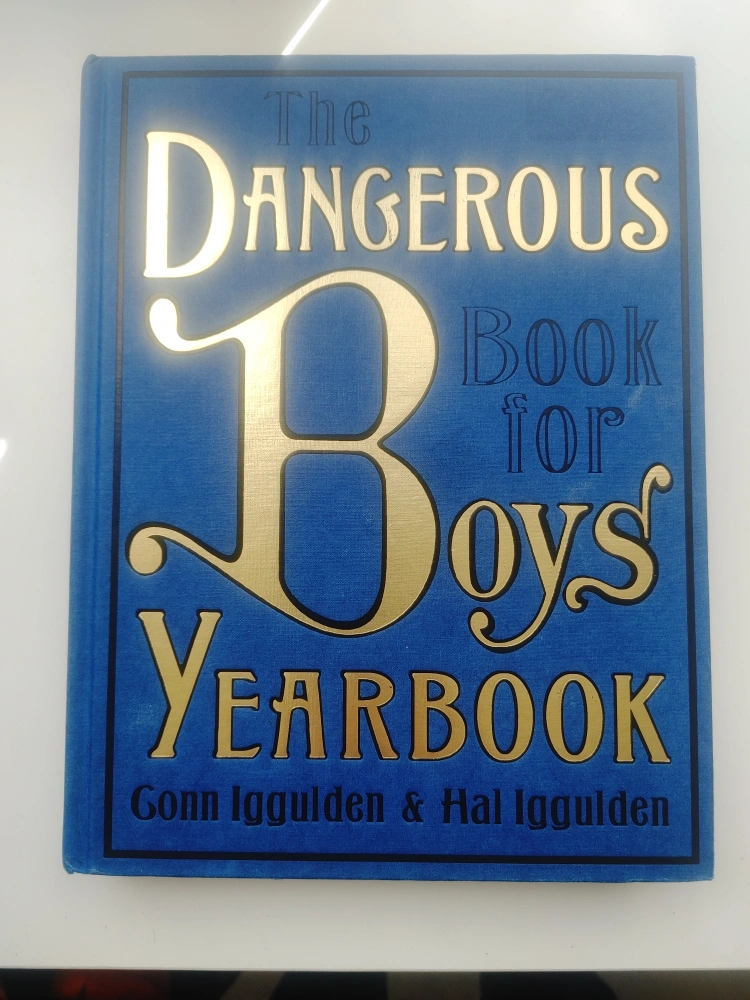 The
DANGEROUS
Book
for
Boys
YEARBOOK
Conn Iggulden & Hal Iggulden